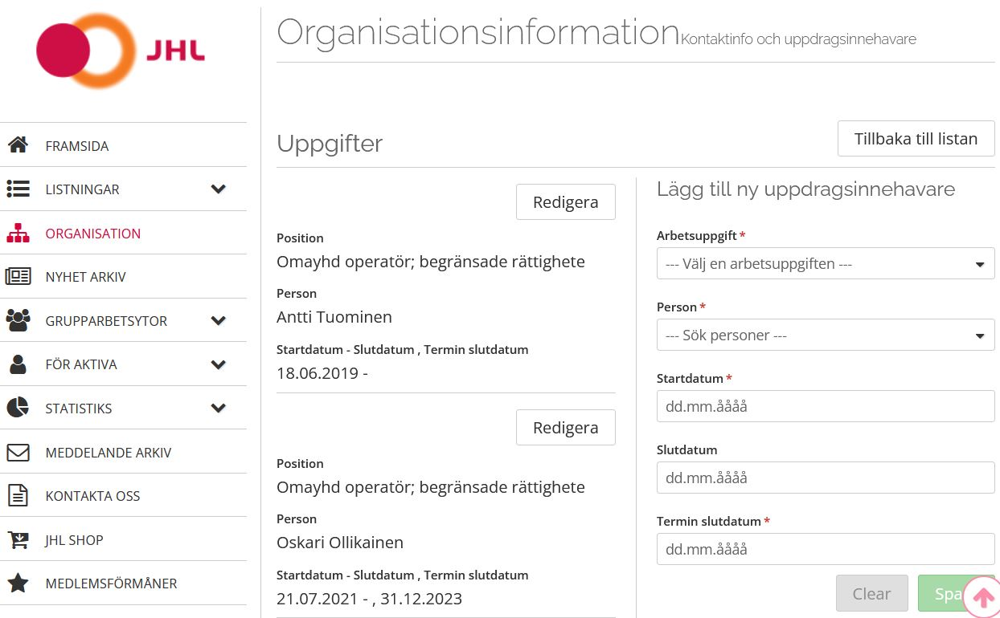 JHL
Organisationsinformation Kontaktinfo och uppdragsinnehavare
FRAMSIDA
LISTNINGAR
ORGANISATION
NYHET ARKIV
GRUPPARBETSYTOR
FÖR AKTIVA
STATISTIKS
MEDDELANDE ARKIV
KONTAKTA OSS
JHL SHOP
MEDLEMSFÖRMÅNER
Uppgifter
Tillbaka till listan
Redigera
Position
Omayhd operatör; begränsade rättighete
Person
Antti Tuominen
Startdatum - Slutdatum , Termin slutdatum
18.06.2019 -
Redigera
Position
Omayhd operatör; begränsade rättighete
Person
Oskari Ollikainen
Startdatum - Slutdatum , Termin slutdatum
21.07.2021 - , 31.12.2023
Lägg till ny uppdragsinnehavare
Arbetsuppgift *
--- Välj en arbetsuppgiften ---
Person *
--- Sök personer ---
Startdatum *
dd.mm.åååå
Slutdatum
dd.mm.åååå
Termin slutdatum *
dd.mm.åååå
Clear
Spa